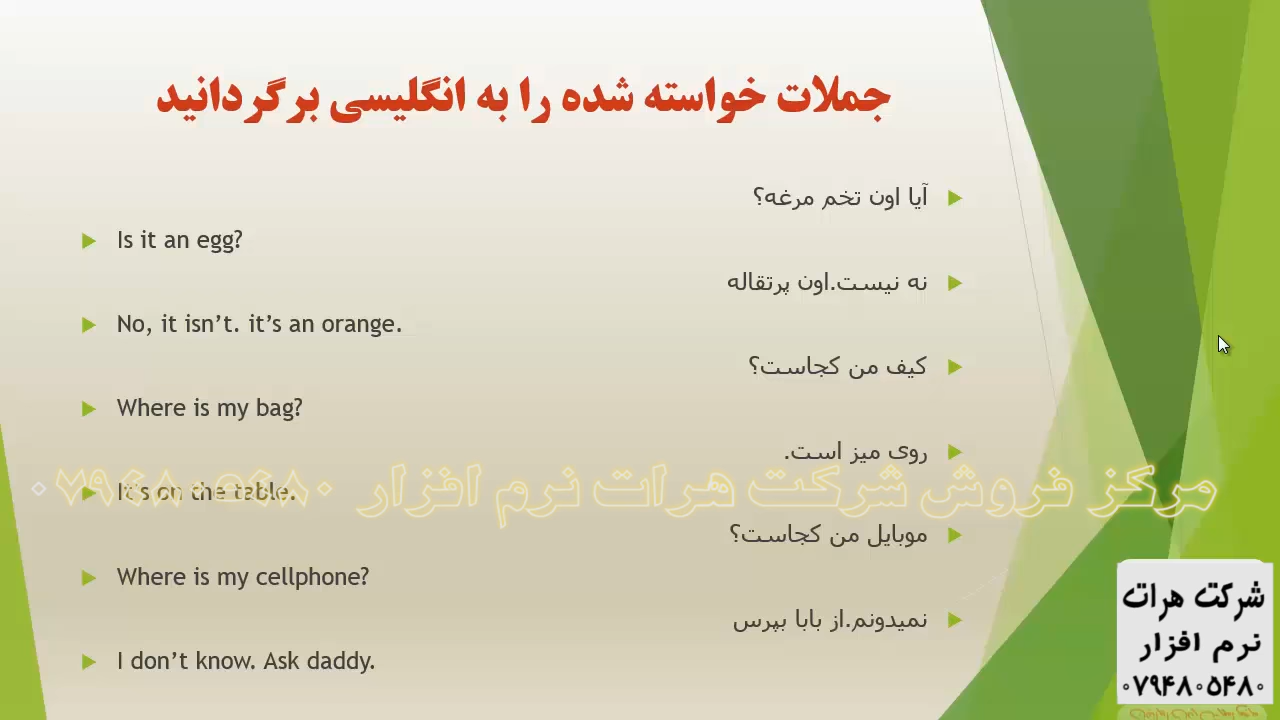 جملات خواسته شده را به انگلیسی برگردانید
آیا اون تخم مرغه؟
Is it an egg?
نه نیست.اون پرتقاله
No, it isn’t. it’s an orange.
کیف من کجاست؟
Where is my bag?
روی میز است.
It’s on the table.
مرکز فروش شرکت هرات نرم افزار
موبایل من کجاست؟
Where is my cellphone?
نمیدونم.از بابا بپرس
I don’t know. Ask daddy.
شرکت هرات
نرم افزار
۰۷۹۴۸۰۵۴۸۰